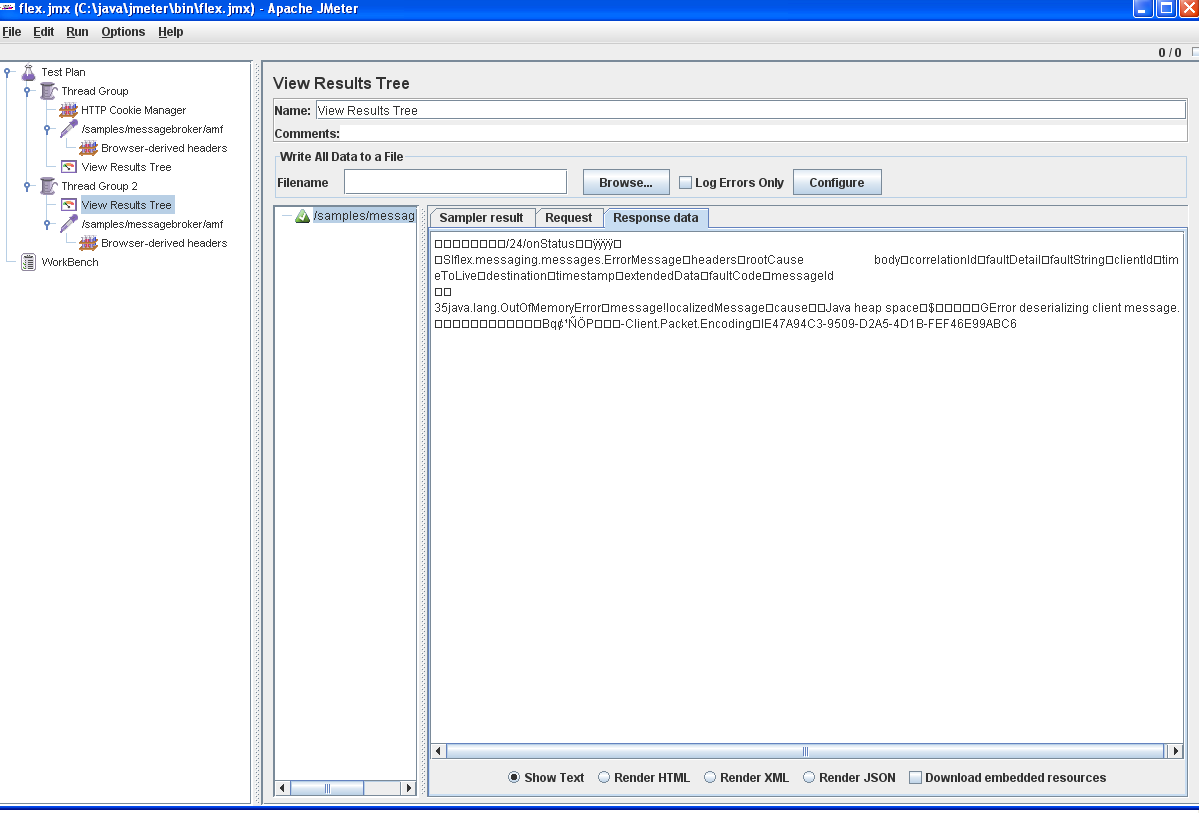 flex.jmx (C:\java\jmeter\bin\flex.jmx) - Apache JMeter
File Edit Run Options Help
0 / 0
Test Plan
Thread Group
HTTP Cookie Manager
/samples/messagebroker/amf
Browser-derived headers
View Results Tree
Thread Group 2
View Results Tree
/samples/messagebroker/amf
Browser-derived headers
WorkBench
View Results Tree
Name: View Results Tree
Comments:
Write All Data to a File
Filename Browse... Log Errors Only Configure
/samples/messag
Sampler result Request Response data
□□□□□□□□/24/onStatus□□ÿÿÿÿ□
□SIflex.messaging.messages.ErrorMessage□headers□rootCause body□correlationId□faultDetail□faultString□clientId□tim
eToLive□destination□timestamp□extendedData□faultCode□messageId
□□
35java.lang.OutOfMemoryError□message!localizedMessage□cause□□Java heap space□$□□□□□GError deserializing client message.
□□□□□□□□□□□□Bq¢'ÑÖP□□□-Client.Packet.Encoding□IE47A94C3-9509-D2A5-4D1B-FEF46E99ABC6
Show Text Render HTML Render XML Render JSON Download embedded resources